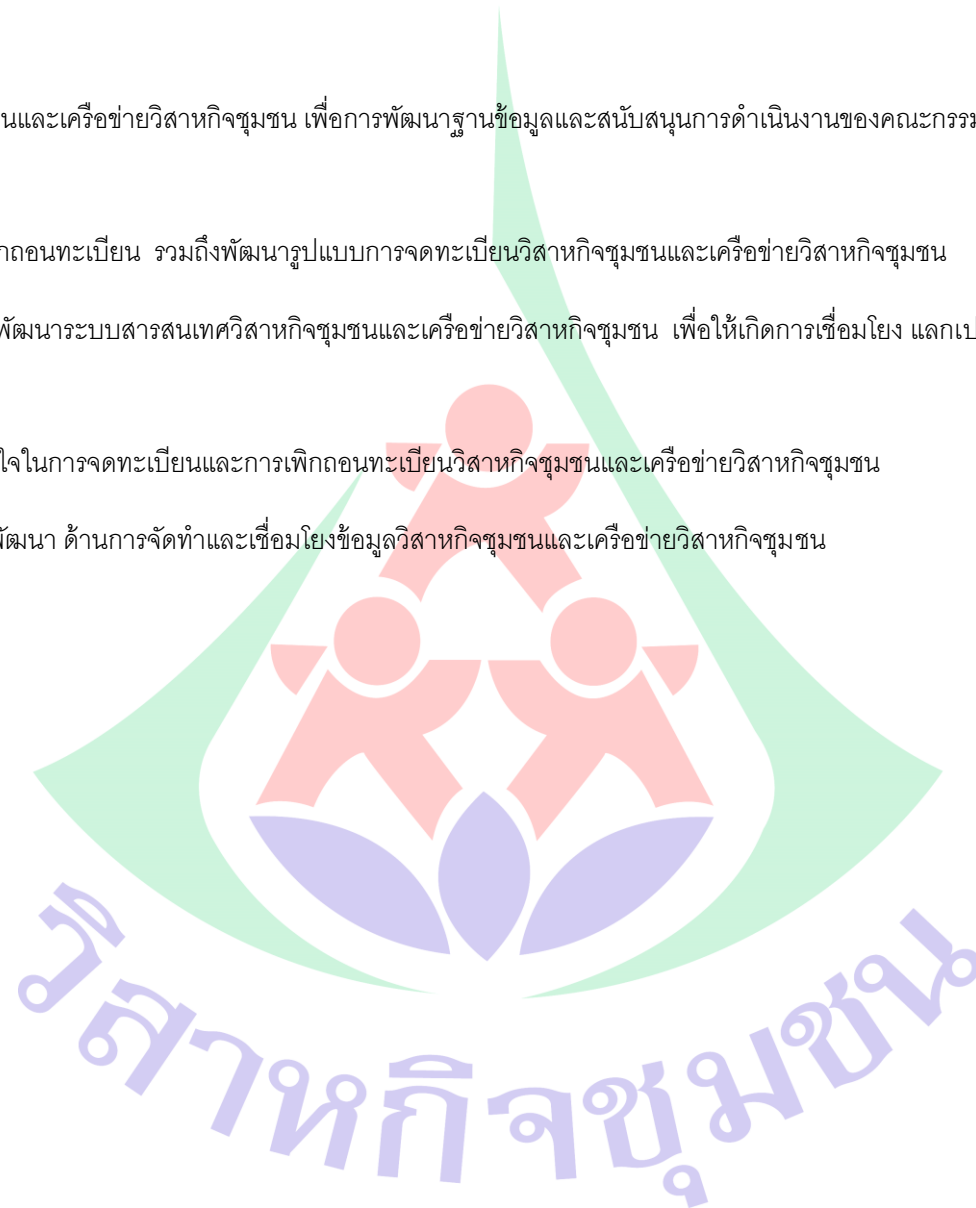 นและเครือข่ายวิสาหกิจชุมชน เพื่อการพัฒนาฐานข้อมูลและสนับสนุนการดำเนินงานของคณะกรรม
กถอนทะเบียน รวมถึงพัฒนารูปแบบการจดทะเบียนวิสาหกิจชุมชนและเครือข่ายวิสาหกิจชุมชน
พัฒนาระบบสารสนเทศวิสาหกิจชุมชนและเครือข่ายวิสาหกิจชุมชน เพื่อให้เกิดการเชื่อมโยง แลกเป
ใจในการจดทะเบียนและการเพิกถอนทะเบียนวิสาหกิจชุมชนและเครือข่ายวิสาหกิจชุมชน
พัฒนา ด้านการจัดทำและเชื่อมโยงข้อมูลวิสาหกิจชุมชนและเครือข่ายวิสาหกิจชุมชน
วิสาหกิจชุมชน